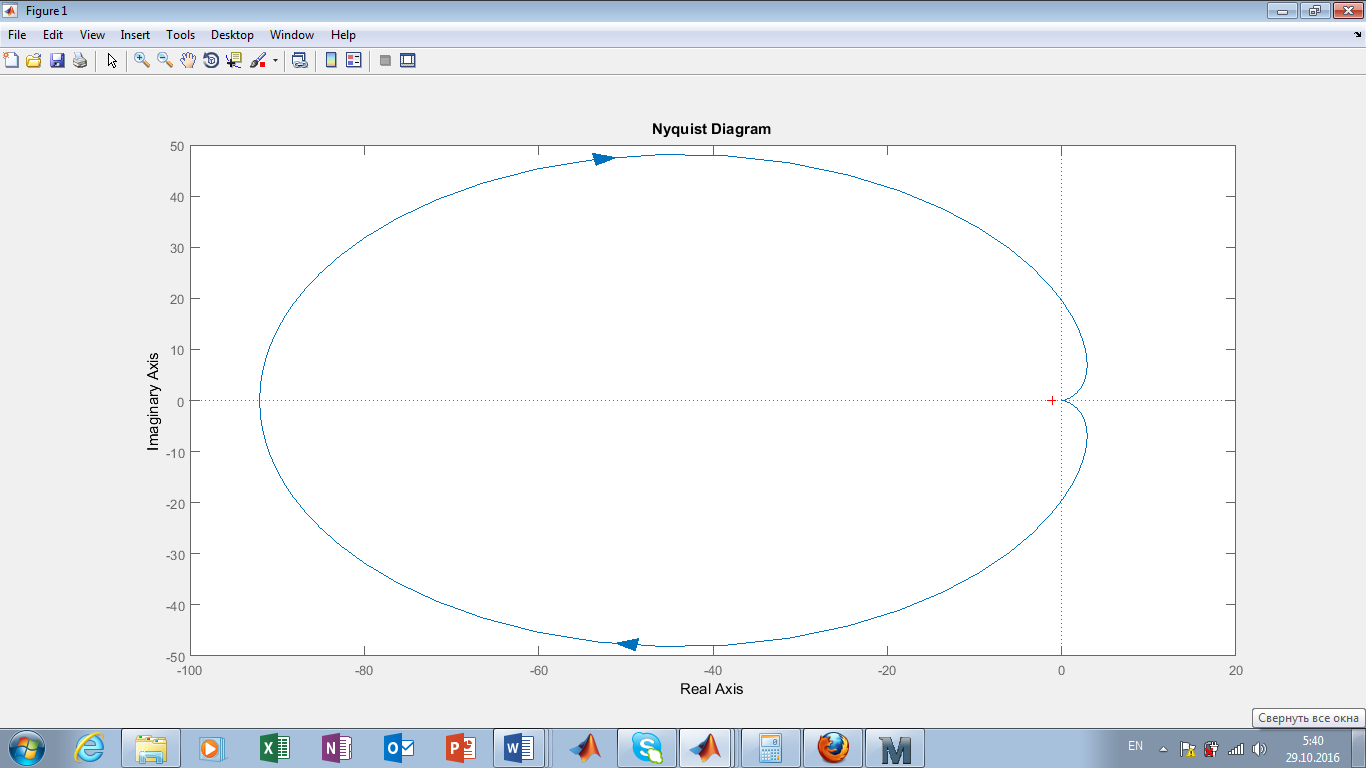 Figure 1
File Edit View Insert Tools Desktop Window Help
Nyquist Diagram
50
40
30
20
10
0
-10
-20
-30
-40
-50
Imaginary Axis
-100 -80 -60 -40 -20 0 20
Real Axis
Свернуть все окна
EN
5:40
29.10.2016